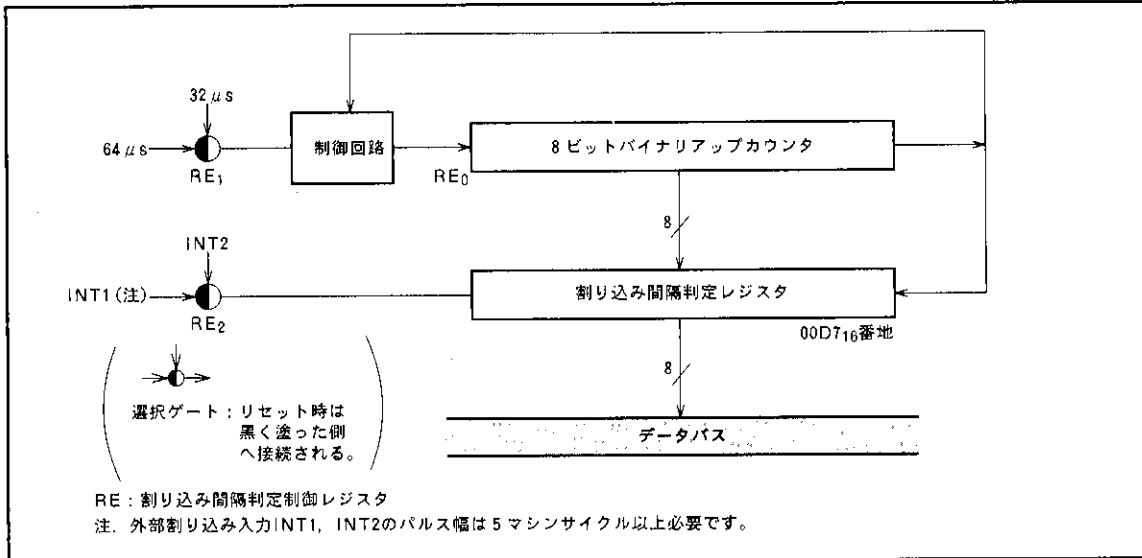 32μs
64μs
RE1
制御回路
RE0
8ビットバイナリアップカウンタ
8
INT2
INT1(注)
RE2
割り込み間隔判定レジスタ
00D716番地
8
選択ゲート:リセット時は
黒く塗った側
へ接続される。
データバス
RE:割り込み間隔判定制御レジスタ
注. 外部割り込み入力INT1, INT2のパルス幅は5マシンサイクル以上必要です。